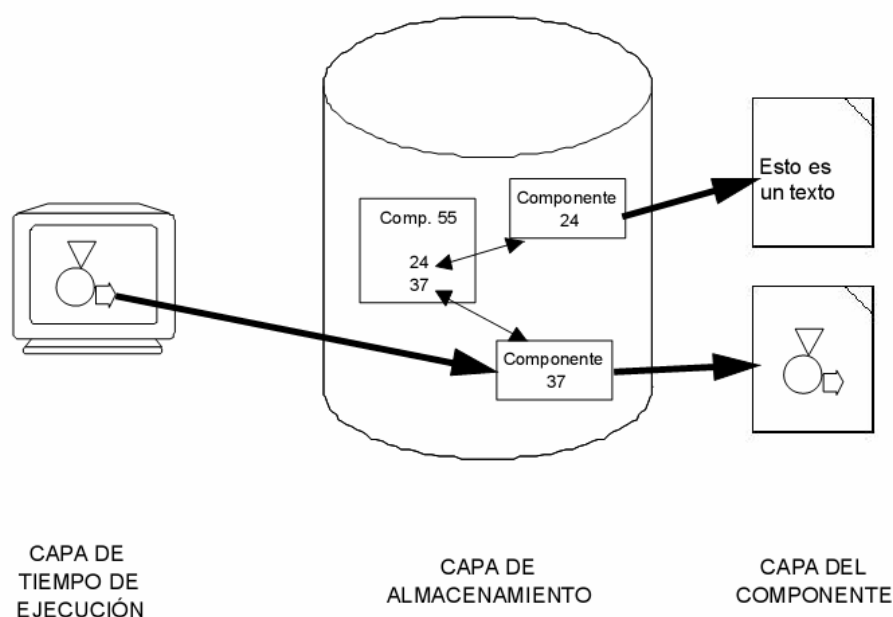 Comp. 55
24
37
Componente
24
Componente
37
Esto es
un texto
CAPA DE
TIEMPO DE
EJECUCIÓN
CAPA DE
ALMACENAMIENTO
CAPA DEL
COMPONENTE